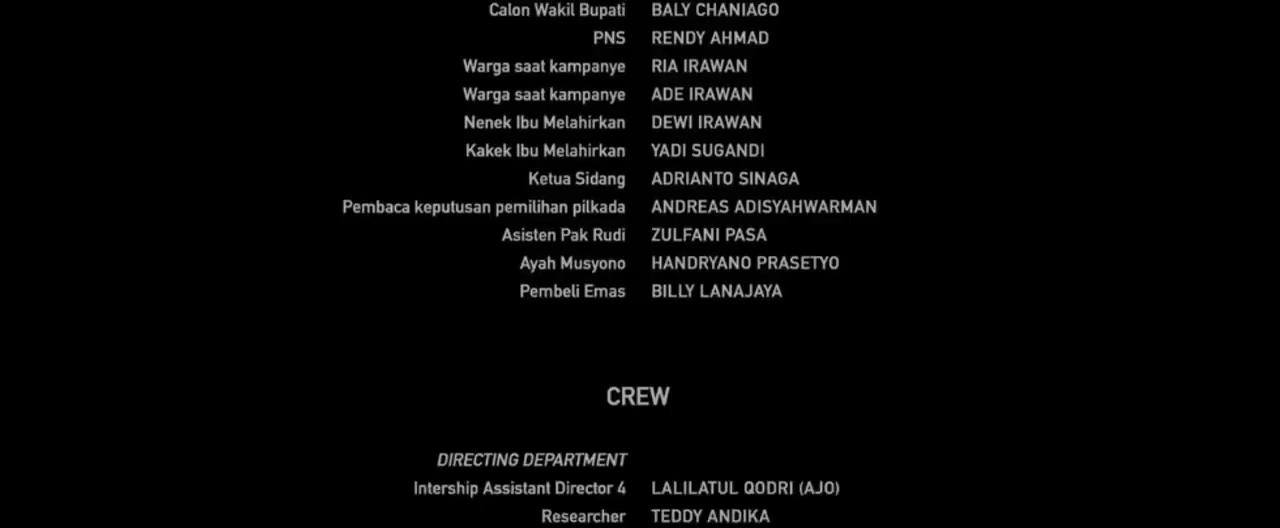 Calon Wakil Bupati BALY CHANIAGO
PNS RENDY AHMAD
Warga saat kampanye RIA IRAWAN
Warga saat kampanye ADE IRAWAN
Nenek Ibu Melahirkan DEWI IRAWAN
Kakek Ibu Melahirkan YADI SUGANDI
Ketua Sidang ADRIANTO SINAGA
Pembaca keputusan pemilihan pilkada ANDREAS ADISYAHWARMAN
Asisten Pak Rudi ZULFANI PASA
Ayah Musyono HANDRYANO PRASETYO
Pembeli Emas BILLY LANAJAYA
CREW
DIRECTING DEPARTMENT
Intership Assistant Director 4 LALILATUL QODRI (AJO)
Researcher TEDDY ANDIKA